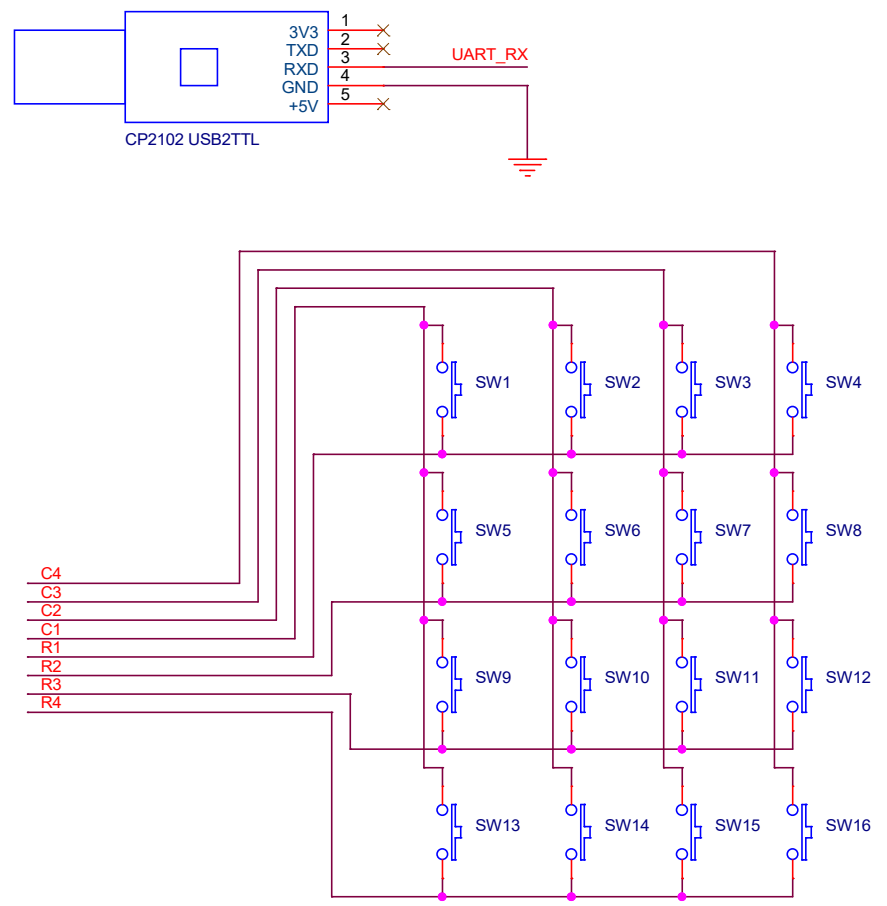 1
3V3
2
TXD
3
RXD
UART_RX
4
GND
5
+5V
CP2102 USB2TTL
SW1 SW2 SW3 SW4
SW5 SW6 SW7 SW8
C4
C3
C2
C1
R1
R2
R3
R4
SW9 SW10 SW11 SW12
SW13 SW14 SW15 SW16